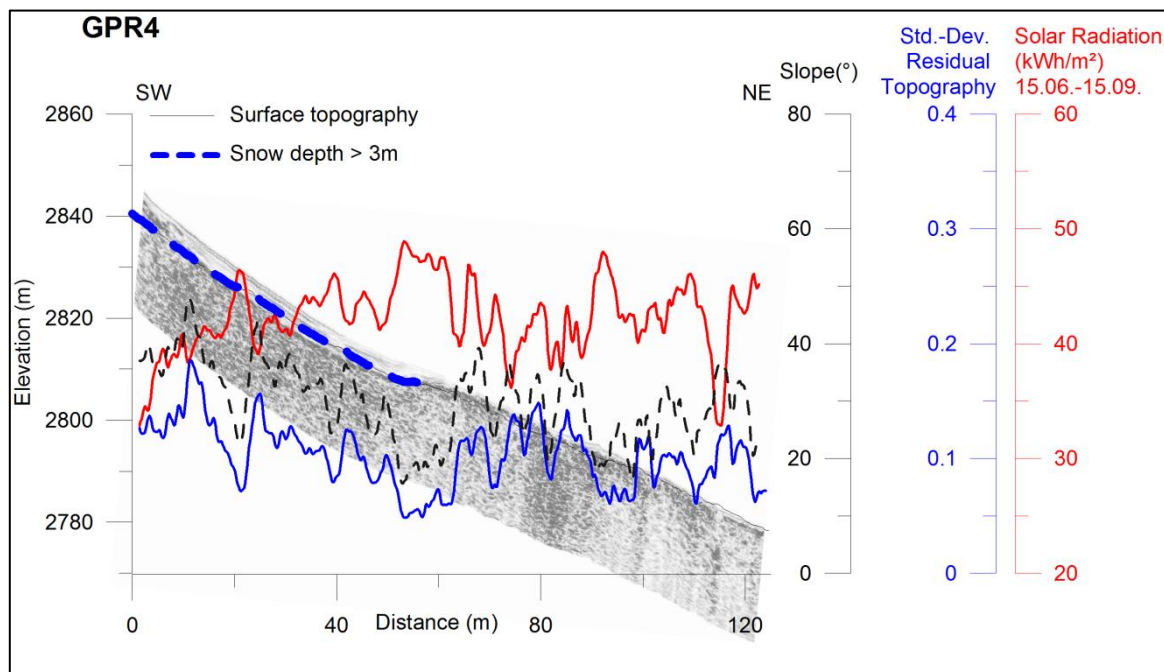 GPR4
SW
NE
Surface topography
Snow depth > 3m
Elevation (m)
2860
2840
2820
2800
2780
0
40
80
120
Distance (m)
Slope(°)
80
60
40
20
0
Std.-Dev.
Residual
Topography
0.4
0.3
0.2
0.1
0
Solar Radiation
(kWh/m²)
15.06.-15.09.
60
50
40
30
20